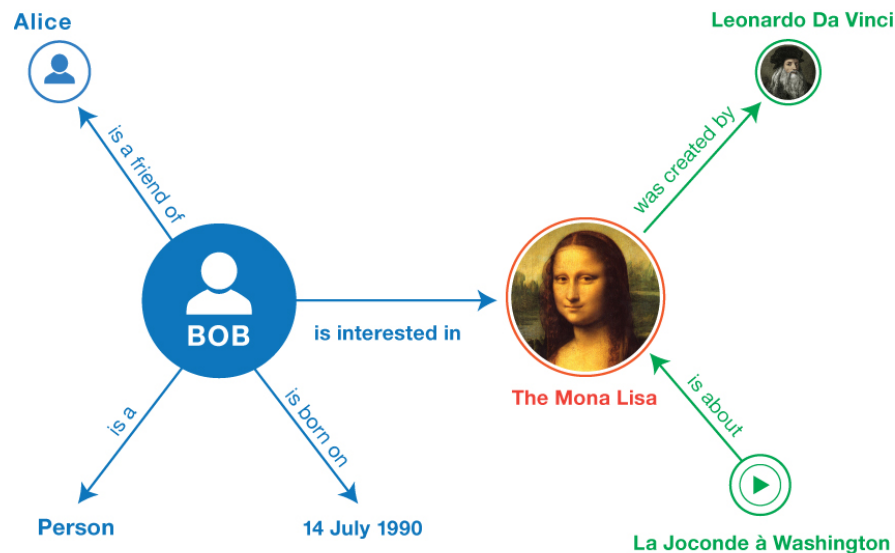 Alice
Leonardo Da Vinci
is a friend of
was created by
BOB
is interested in
The Mona Lisa
is a
is born on
is about
Person
14 July 1990
La Joconde à Washington